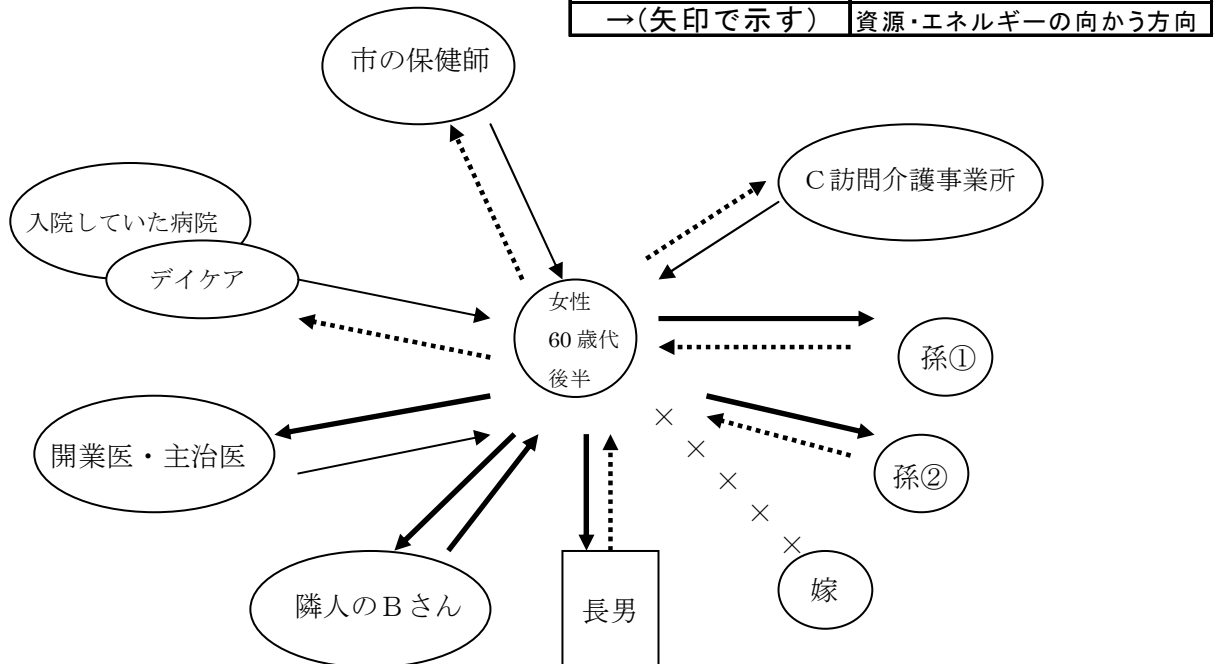 →(矢印で示す) 資源・エネルギーの向かう方向
市の保健師
C訪問介護事業所
入院していた病院
デイケア
女性
60歳代
後半
孫①
開業医・主治医
孫②
隣人のBさん
長男
嫁